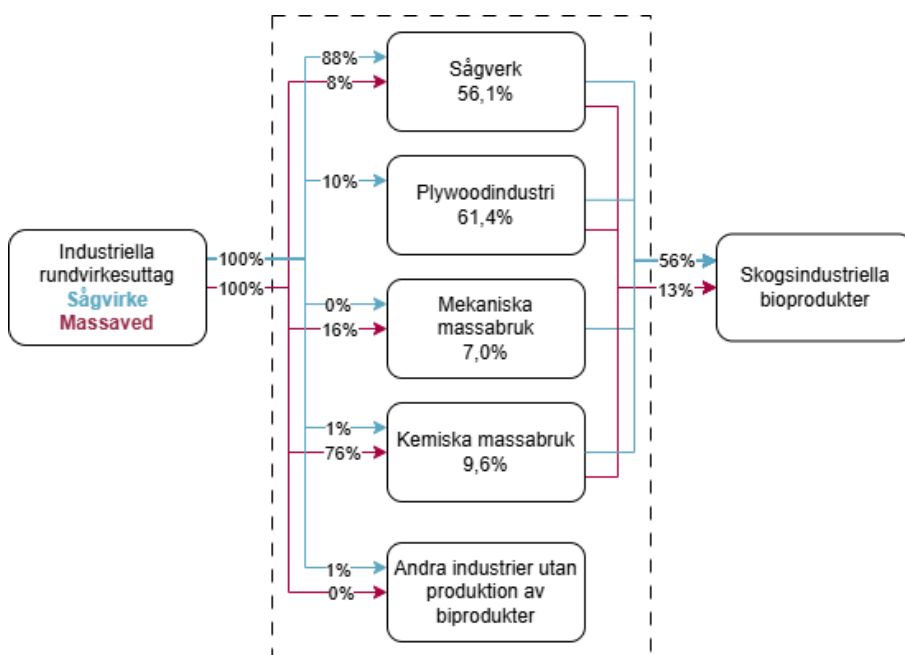 Industriella
rundvirkesuttag
Sågvirke
Massaved
100%
100%
88%
8%
Sågverk
56,1%
10%
Plywoodindustri
61,4%
0%
16%
Mekaniska
massabruk
7,0%
1%
76%
Kemiska massabruk
9,6%
1%
0%
Andra industrier utan
produktion av
biprodukter
56%
13%
Skogsindustriella
bioprodukter